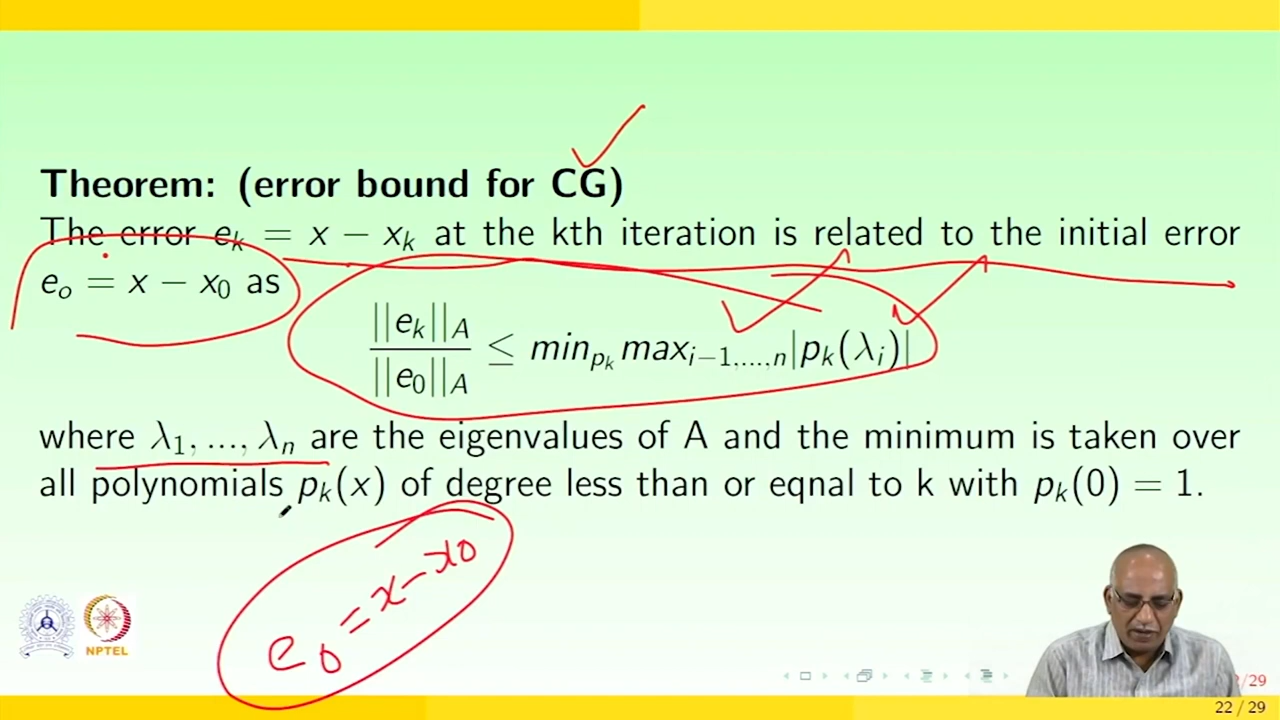 Theorem: (error bound for CG)
The error e_k = x − x_k at the kth iteration is related to the initial error
e_o = x − x_0 as
||e_k||_A / ||e_0||_A ≤ min_{p_k} max_{i−1,...,n} |p_k(λ_i)|
where λ_1, ..., λ_n are the eigenvalues of A and the minimum is taken over
all polynomials p_k(x) of degree less than or eqnal to k with p_k(0) = 1.
e_0 = x − x_0
NPTEL
/29
22 / 29